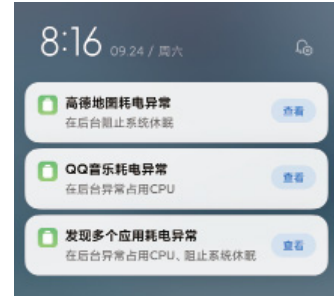 8:16 09.24 / 周六
高德地图耗电异常
在后台阻止系统休眠
查看
QQ音乐耗电异常
在后台异常占用CPU
查看
发现多个应用耗电异常
在后台异常占用CPU、阻止系统休眠
查看